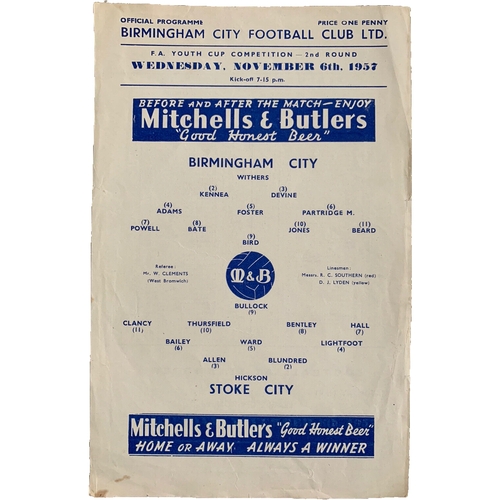 OFFICIAL PROGRAMME PRICE ONE PENNY
BIRMINGHAM CITY FOOTBALL CLUB LTD.
F.A. YOUTH CUP COMPETITION — 2nd ROUND
WEDNESDAY, NOVEMBER 6th, 1957
Kick-off 7-15 p.m.
BEFORE AND AFTER THE MATCH—ENJOY
Mitchells & Butlers
"Good Honest Beer"
BIRMINGHAM CITY
WITHERS
(2) (3)
KENNEA DEVINE
(4) (5) (6)
ADAMS FOSTER PARTRIDGE M.
(7) (8) (10) (11)
POWELL BATE JONES BEARD
(9)
BIRD
Referee: Linesmen:
Mr. W. CLEMENTS Messrs. R. C. SOUTHERN (red)
(West Bromwich) D. J. LYDEN (yellow)
M&B
BULLOCK
(9)
CLANCY THURSFIELD BENTLEY HALL
(11) (10) (8) (7)
BAILEY WARD LIGHTFOOT
(6) (5) (4)
ALLEN BLUNDRED
(3) (2)
HICKSON
STOKE CITY
Mitchells & Butlers "Good Honest Beer"
HOME OR AWAY ALWAYS A WINNER